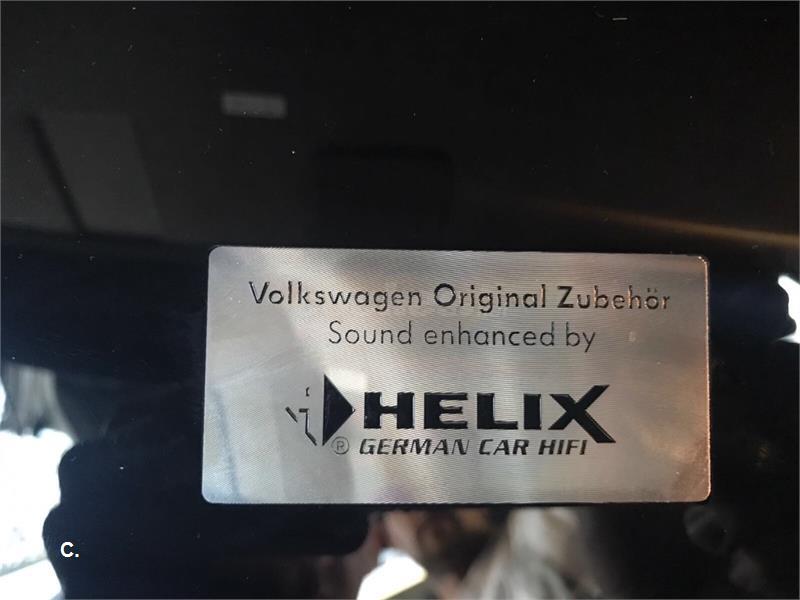 Volkswagen Original Zubehör
Sound enhanced by
HELIX
® GERMAN CAR HIFI
C.